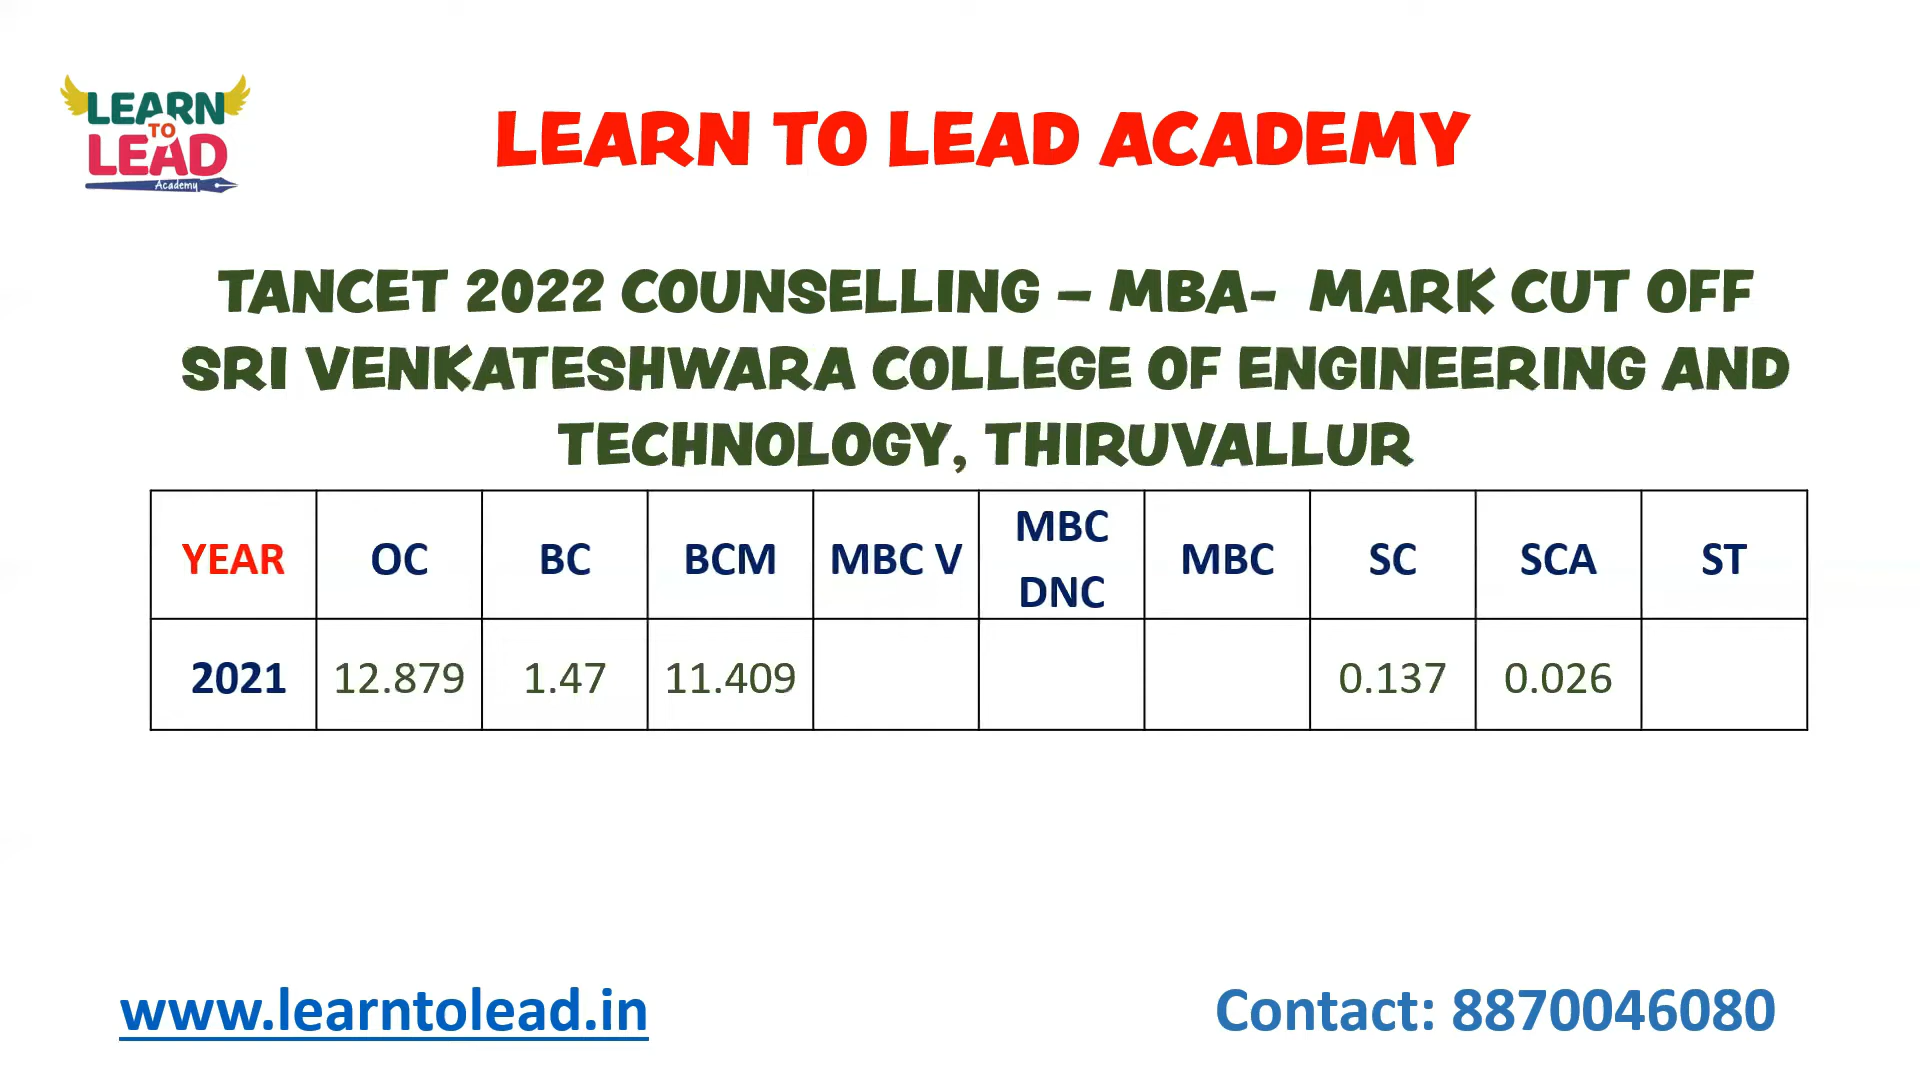 LEARN
TO
LEAD
Academy
LEARN TO LEAD ACADEMY
TANCET 2022 COUNSELLING – MBA- MARK CUT OFF
SRI VENKATESHWARA COLLEGE OF ENGINEERING AND
TECHNOLOGY, THIRUVALLUR
YEAR OC BC BCM MBC V MBC DNC MBC SC SCA ST
2021 12.879 1.47 11.409 0.137 0.026
www.learntolead.in Contact: 8870046080